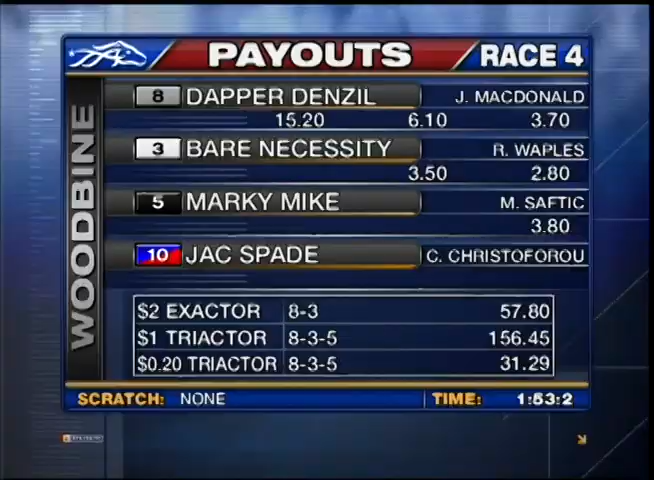 PAYOUTS
RACE 4
WOODBINE
8 DAPPER DENZIL J. MACDONALD
15.20 6.10 3.70
3 BARE NECESSITY R. WAPLES
3.50 2.80
5 MARKY MIKE M. SAFTIC
3.80
10 JAC SPADE C. CHRISTOFOROU
$2 EXACTOR 8-3 57.80
$1 TRIACTOR 8-3-5 156.45
$0.20 TRIACTOR 8-3-5 31.29
SCRATCH: NONE TIME: 1:53:2